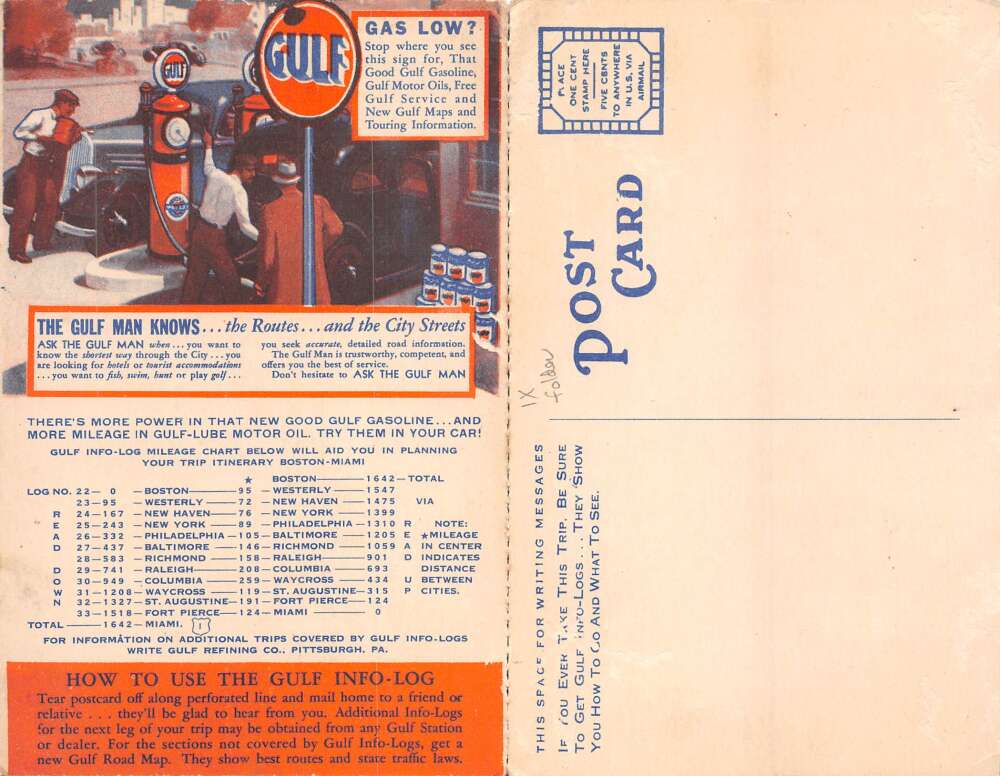 GULF
GULF
GAS LOW?
Stop where you see
this sign for, That
Good Gulf Gasoline,
Gulf Motor Oils, Free
Gulf Service and
New Gulf Maps and
Touring Information.
THE GULF MAN KNOWS...the Routes...and the City Streets
ASK THE GULF MAN when...you want to
know the shortest way through the City...you
are looking for hotels or tourist accommodations
...you want to fish, swim, hunt or play golf...
you seek accurate, detailed road information.
The Gulf Man is trustworthy, competent, and
offers you the best of service.
Don't hesitate to ASK THE GULF MAN
THERE'S MORE POWER IN THAT NEW GOOD GULF GASOLINE...AND
MORE MILEAGE IN GULF-LUBE MOTOR OIL. TRY THEM IN YOUR CAR!
GULF INFO-LOG MILEAGE CHART BELOW WILL AID YOU IN PLANNING
YOUR TRIP ITINERARY BOSTON-MIAMI
★ BOSTON—1642—TOTAL
LOG NO. 22— 0 —BOSTON—95 —WESTERLY—1547
23—95 —WESTERLY—72 —NEW HAVEN—1475 VIA
R 24—167 —NEW HAVEN—76 —NEW YORK—1399
E 25—243 —NEW YORK—89 —PHILADELPHIA—1310 R NOTE:
A 26—332 —PHILADELPHIA—105—BALTIMORE—1205 E ★MILEAGE
D 27—437 —BALTIMORE—146—RICHMOND—1059 A IN CENTER
28—583 —RICHMOND—158—RALEIGH—901 D INDICATES
D 29—741 —RALEIGH—208—COLUMBIA—693 DISTANCE
O 30—949 —COLUMBIA—259—WAYCROSS—434 U BETWEEN
W 31—1208—WAYCROSS—119—ST. AUGUSTINE—315 P CITIES.
N 32—1327—ST. AUGUSTINE—191—FORT PIERCE—124
33—1518—FORT PIERCE—124—MIAMI—0
TOTAL—1642—MIAMI. 1
FOR INFORMATION ON ADDITIONAL TRIPS COVERED BY GULF INFO-LOGS
WRITE GULF REFINING CO., PITTSBURGH, PA.
HOW TO USE THE GULF INFO-LOG
Tear postcard off along perforated line and mail home to a friend or
relative . . . they'll be glad to hear from you. Additional Info-Logs
for the next leg of your trip may be obtained from any Gulf Station
or dealer. For the sections not covered by Gulf Info-Logs, get a
new Gulf Road Map. They show best routes and state traffic laws.
PLACE
ONE CENT
STAMP HERE
FIVE CENTS
TO ANYWHERE
IN U.S. VIA
AIRMAIL
POST
CARD
1X
folder
THIS SPACE FOR WRITING MESSAGES
IF YOU EVER TAKE THIS TRIP, BE SURE
TO GET GULF INFO-LOGS...THEY SHOW
YOU HOW TO GO AND WHAT TO SEE.